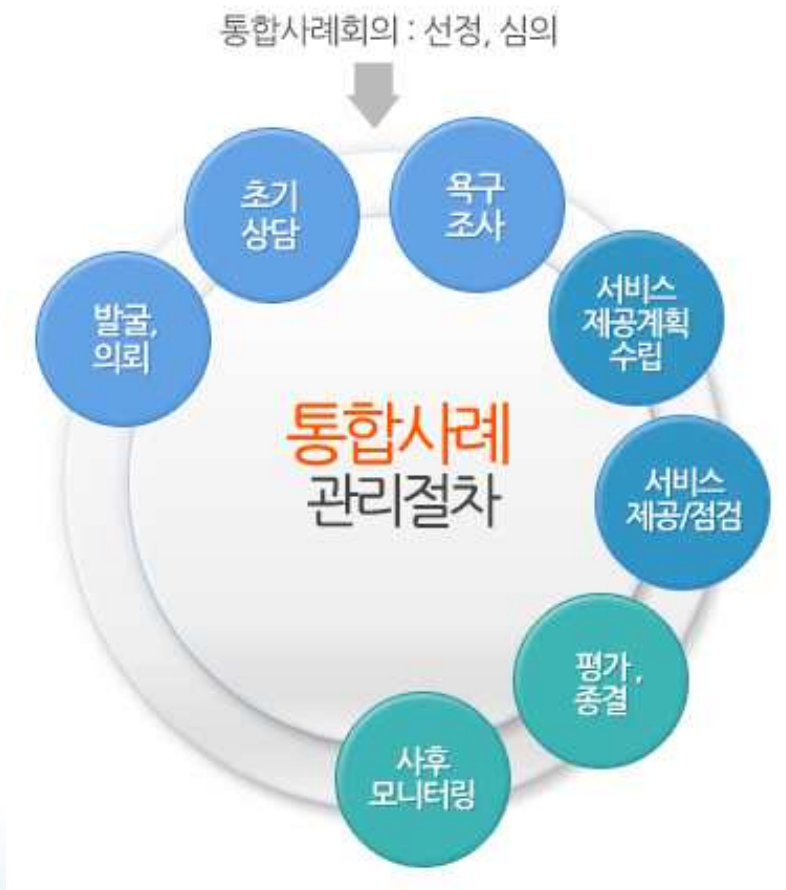 통합사례회의 : 선정, 심의
초기
상담
욕구
조사
발굴,
의뢰
서비스
제공계획
수립
통합사례
관리절차
서비스
제공/점검
평가,
종결
사후
모니터링